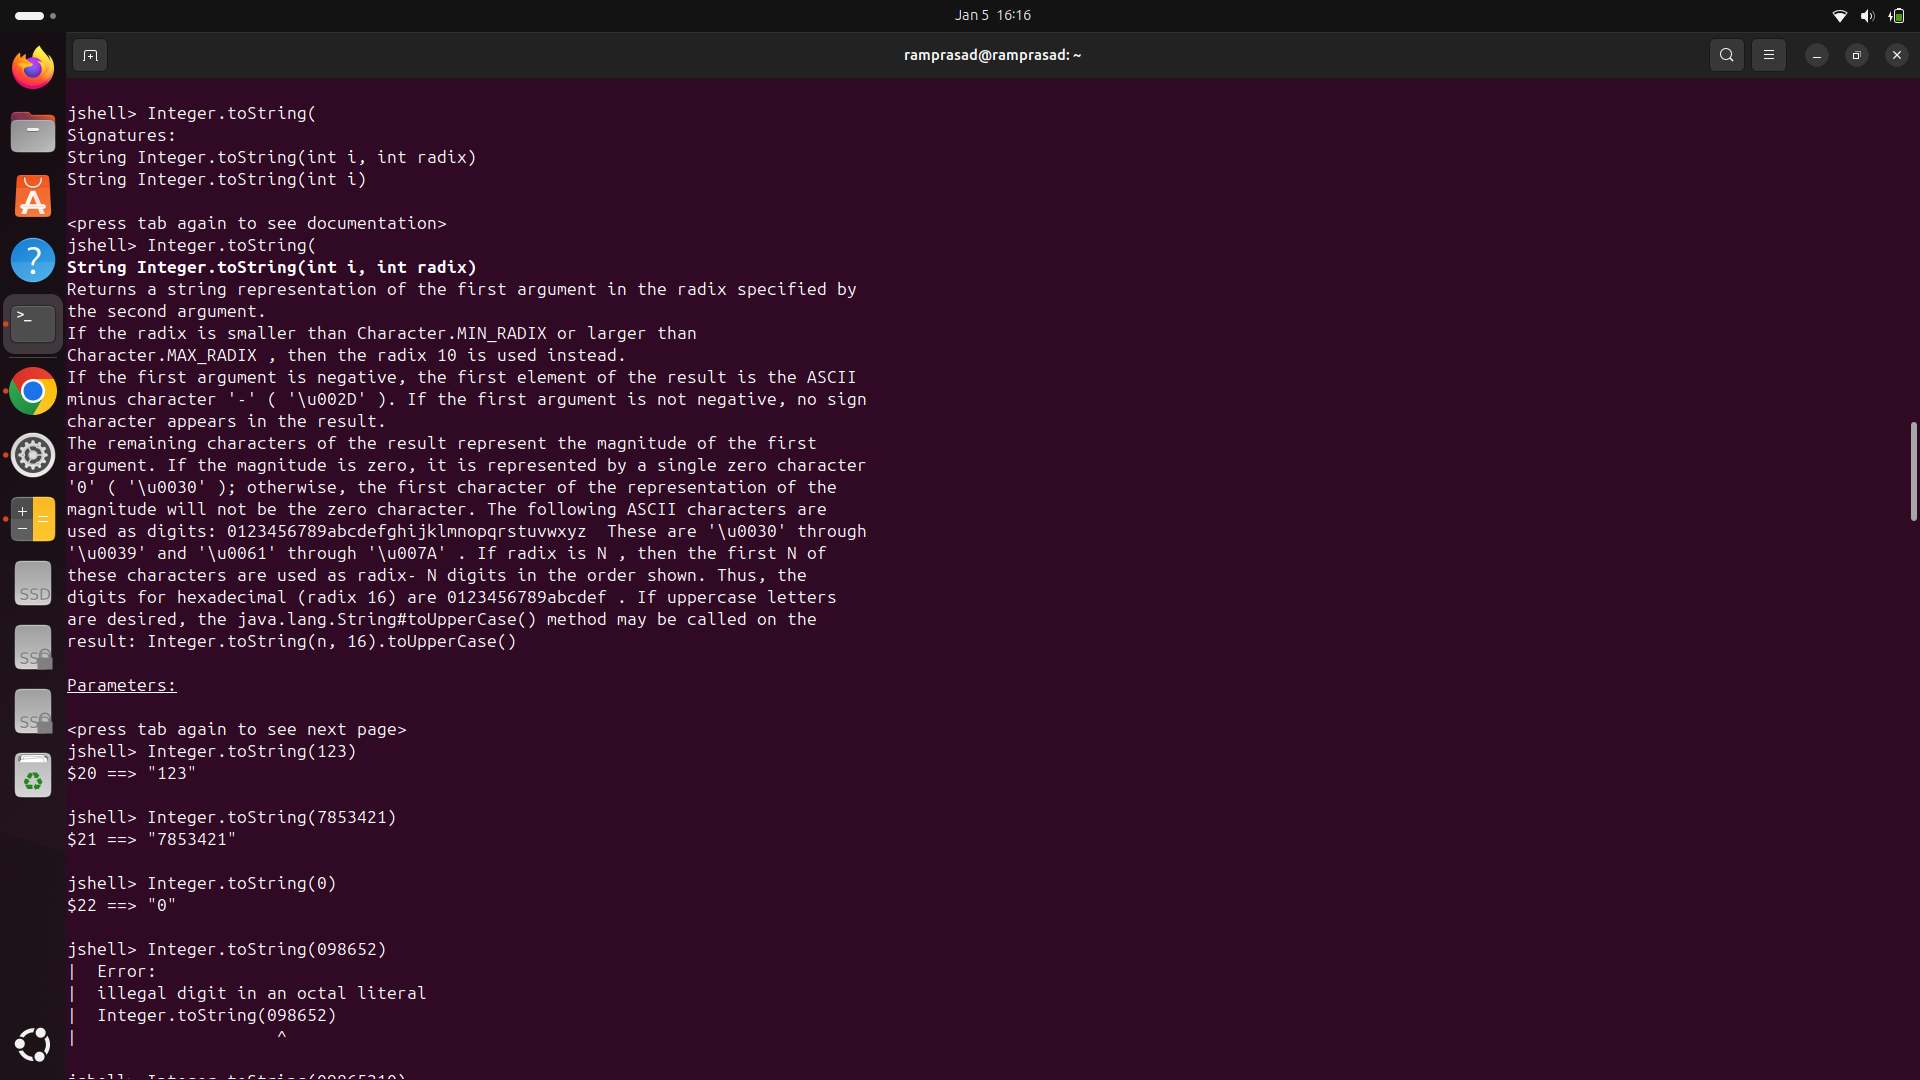 Jan 5 16:16
ramprasad@ramprasad: ~
jshell> Integer.toString(
Signatures:
String Integer.toString(int i, int radix)
String Integer.toString(int i)
<press tab again to see documentation>
jshell> Integer.toString(
String Integer.toString(int i, int radix)
Returns a string representation of the first argument in the radix specified by
the second argument.
If the radix is smaller than Character.MIN_RADIX or larger than
Character.MAX_RADIX , then the radix 10 is used instead.
If the first argument is negative, the first element of the result is the ASCII
minus character '-' ( '\u002D' ). If the first argument is not negative, no sign
character appears in the result.
The remaining characters of the result represent the magnitude of the first
argument. If the magnitude is zero, it is represented by a single zero character
'0' ( '\u0030' ); otherwise, the first character of the representation of the
magnitude will not be the zero character. The following ASCII characters are
used as digits: 0123456789abcdefghijklmnopqrstuvwxyz  These are '\u0030' through
'\u0039' and '\u0061' through '\u007A' . If radix is N , then the first N of
these characters are used as radix- N digits in the order shown. Thus, the
digits for hexadecimal (radix 16) are 0123456789abcdef . If uppercase letters
are desired, the java.lang.String#toUpperCase() method may be called on the
result: Integer.toString(n, 16).toUpperCase()
Parameters:
<press tab again to see next page>
jshell> Integer.toString(123)
$20 ==> "123"
jshell> Integer.toString(7853421)
$21 ==> "7853421"
jshell> Integer.toString(0)
$22 ==> "0"
jshell> Integer.toString(098652)
|  Error:
|  illegal digit in an octal literal
|  Integer.toString(098652)
|                     ^
SSD
SSD
SSD